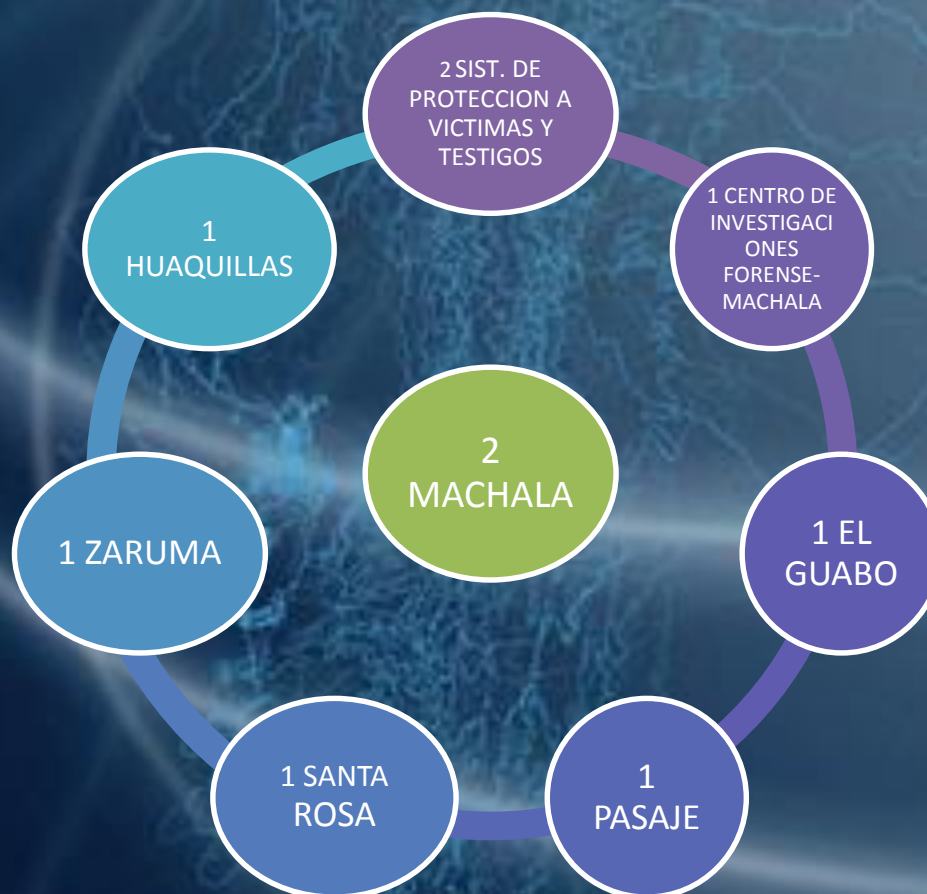 2 SIST. DE
PROTECCION A
VICTIMAS Y
TESTIGOS
1 CENTRO DE
INVESTIGACI
ONES
FORENSE-
MACHALA
1 EL
GUABO
1
PASAJE
1 SANTA
ROSA
1 ZARUMA
1
HUAQUILLAS
2
MACHALA